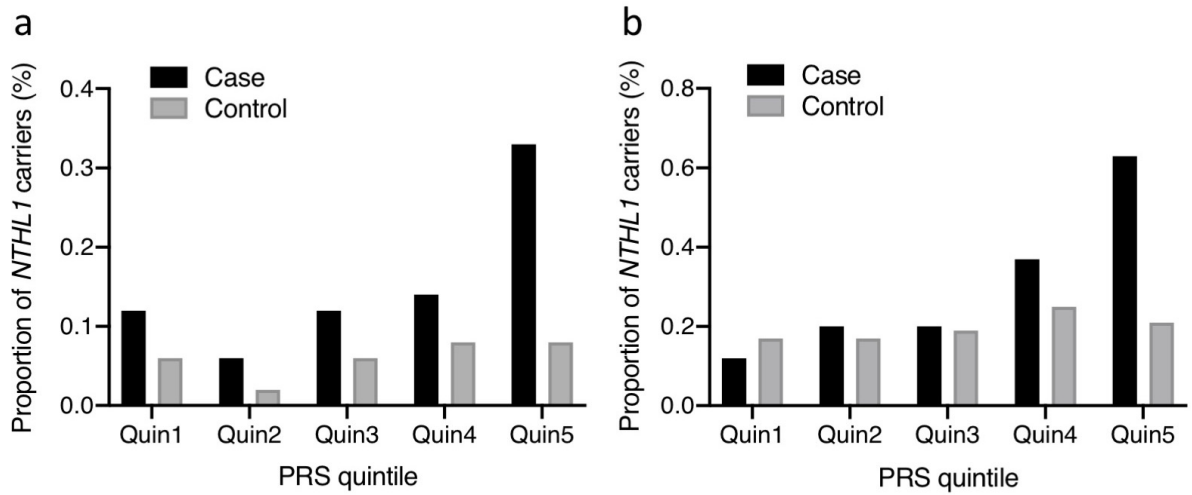 a
Case
Control
Proportion of NTHL1 carriers (%)
0.4
0.3
0.2
0.1
0.0
Quin1 Quin2 Quin3 Quin4 Quin5
PRS quintile
b
Case
Control
Proportion of NTHL1 carriers (%)
0.8
0.6
0.4
0.2
0.0
Quin1 Quin2 Quin3 Quin4 Quin5
PRS quintile